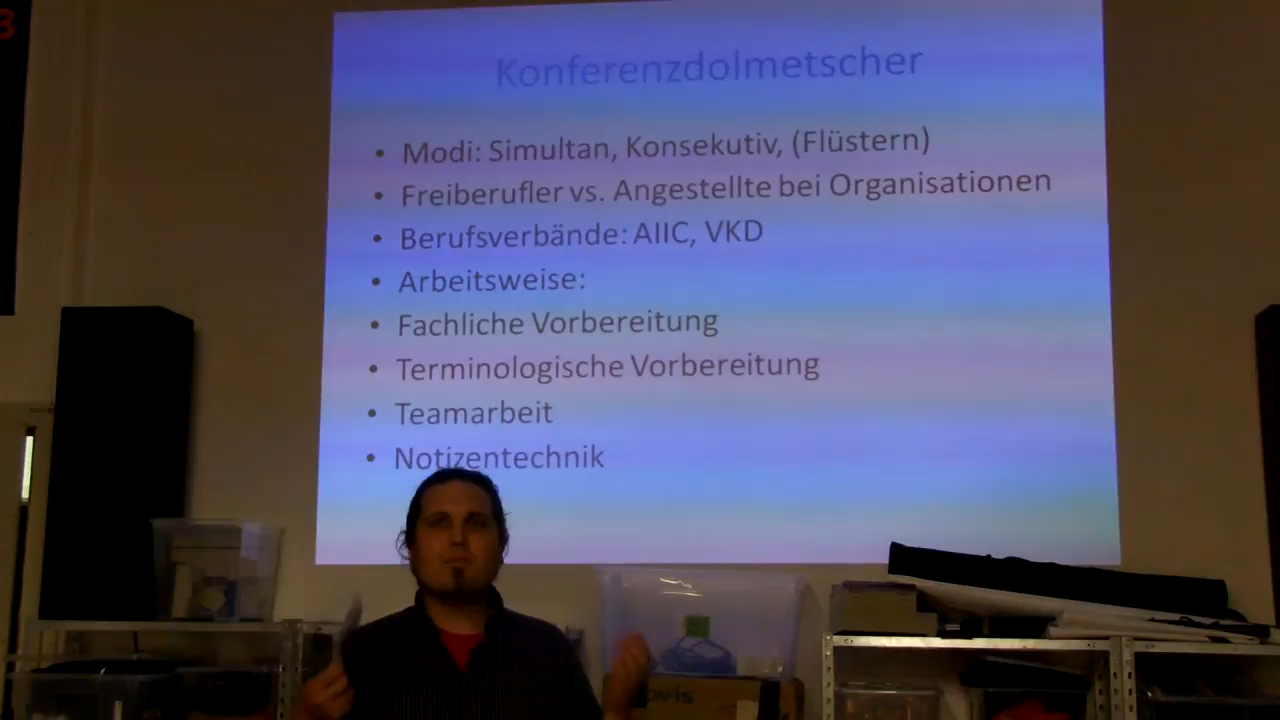 Konferenzdolmetscher
• Modi: Simultan, Konsekutiv, (Flüstern)
• Freiberufler vs. Angestellte bei Organisationen
• Berufsverbände: AIIC, VKD
• Arbeitsweise:
• Fachliche Vorbereitung
• Terminologische Vorbereitung
• Teamarbeit
• Notizentechnik